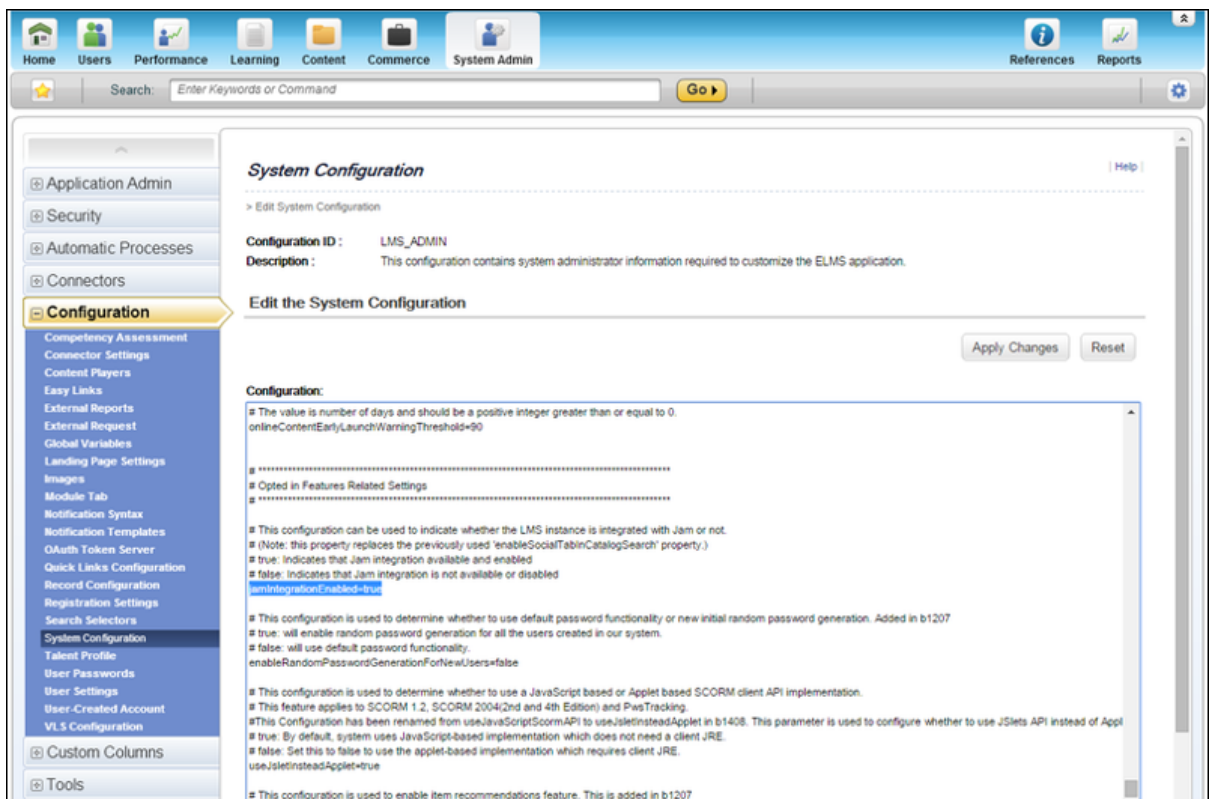 Home Users Performance Learning Content Commerce System Admin References Reports
Search: Enter Keywords or Command Go
Application Admin
Security
Automatic Processes
Connectors
Configuration
Competency Assessment
Connector Settings
Content Players
Easy Links
External Reports
External Request
Global Variables
Landing Page Settings
Images
Module Tab
Notification Syntax
Notification Templates
OAuth Token Server
Quick Links Configuration
Record Configuration
Registration Settings
Search Selectors
System Configuration
Talent Profile
User Passwords
User Settings
User-Created Account
VLS Configuration
Custom Columns
Tools
System Configuration
| Help |
> Edit System Configuration
Configuration ID : LMS_ADMIN
Description : This configuration contains system administrator information required to customize the ELMS application.
Edit the System Configuration
Apply Changes Reset
Configuration:
# The value is number of days and should be a positive integer greater than or equal to 0.
onlineContentEarlyLaunchWarningThreshold=90
# Opted in Features Related Settings
# This configuration can be used to indicate whether the LMS instance is integrated with Jam or not.
# (Note: this property replaces the previously used 'enableSocialTabInCatalogSearch' property.)
# true: Indicates that Jam integration available and enabled
# false: Indicates that Jam integration is not available or disabled
jamIntegrationEnabled=true
# This configuration is used to determine whether to use default password functionality or new initial random password generation. Added in b1207
# true: will enable random password generation for all the users created in our system.
# false: will use default password functionality.
enableRandomPasswordGenerationForNewUsers=false
# This configuration is used to determine whether to use a JavaScript based or Applet based SCORM client API implementation.
# This feature applies to SCORM 1.2, SCORM 2004(2nd and 4th Edition) and PwsTracking.
#This Configuration has been renamed from useJavaScriptScormAPI to useJsletInsteadApplet in b1408. This parameter is used to configure whether to use JSlets API instead of Appl
# true: By default, system uses JavaScript-based implementation which does not need a client JRE.
# false: Set this to false to use the applet-based implementation which requires client JRE.
useJsletInsteadApplet=true
# This configuration is used to enable item recommendations feature. This is added in b1207